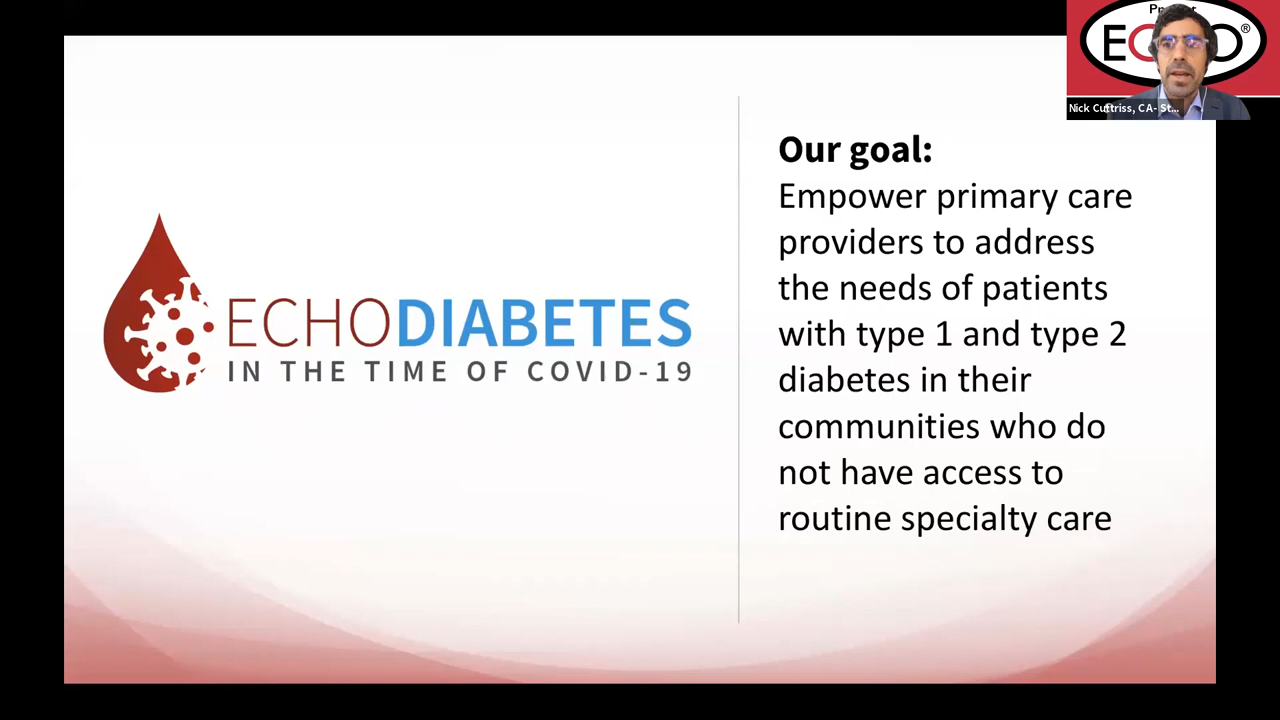 ECHO®
Nick Cuttriss, CA- St...
Our goal:
Empower primary care
providers to address
the needs of patients
with type 1 and type 2
diabetes in their
communities who do
not have access to
routine specialty care
ECHODIABETES
IN THE TIME OF COVID-19